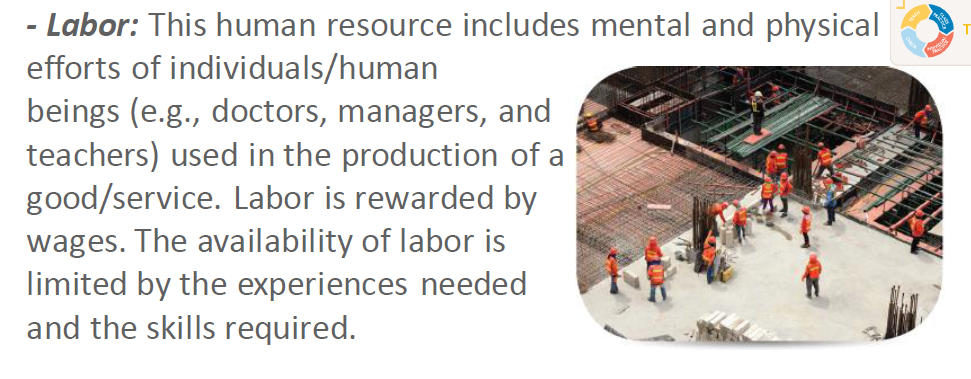 - Labor: This human resource includes mental and physical
efforts of individuals/human
beings (e.g., doctors, managers, and
teachers) used in the production of a
good/service. Labor is rewarded by
wages. The availability of labor is
limited by the experiences needed
and the skills required.